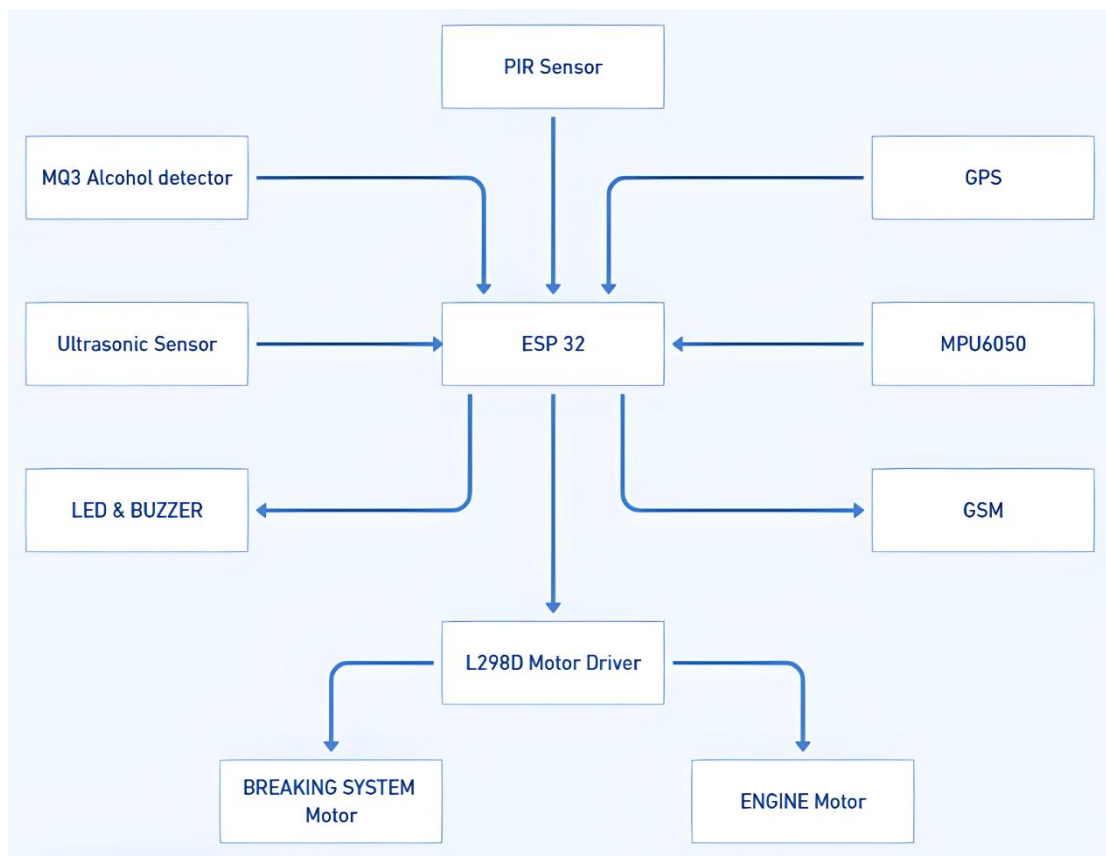 PIR Sensor
MQ3 Alcohol detector
GPS
Ultrasonic Sensor
ESP 32
MPU6050
LED & BUZZER
GSM
L298D Motor Driver
BREAKING SYSTEM
Motor
ENGINE Motor